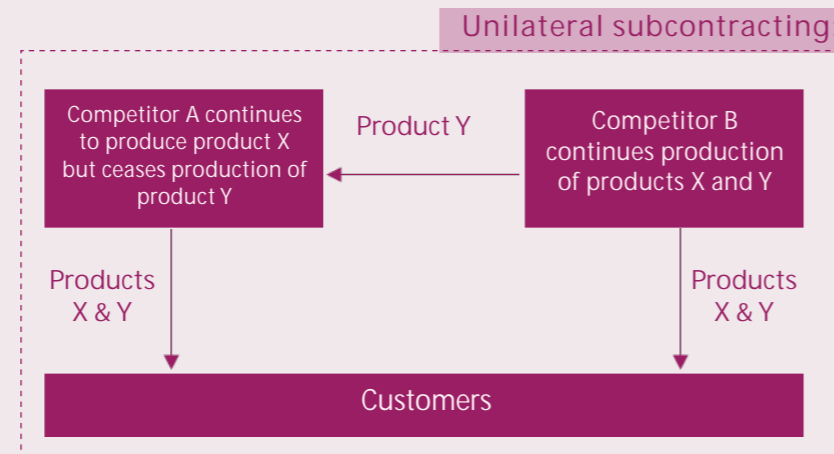 Unilateral subcontracting
Competitor A continues
to produce product X
but ceases production of
product Y
Product Y
Competitor B
continues production
of products X and Y
Products
X & Y
Products
X & Y
Customers